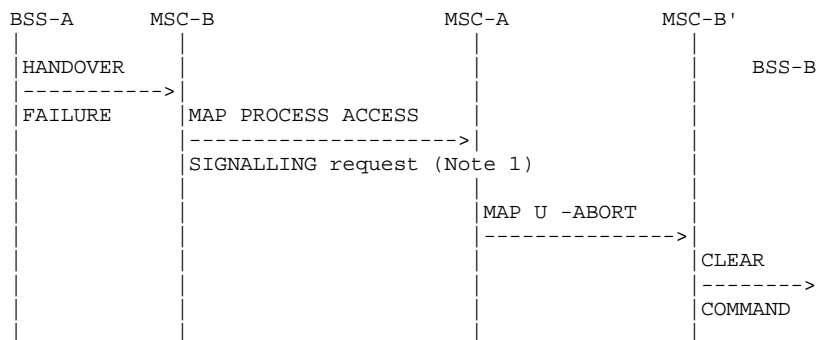 BSS-A MSC-B MSC-A MSC-B'
HANDOVER BSS-B
----------->
FAILURE MAP PROCESS ACCESS
--------------------->
SIGNALLING request (Note 1)
MAP U -ABORT
--------------->
CLEAR
-------->
COMMAND